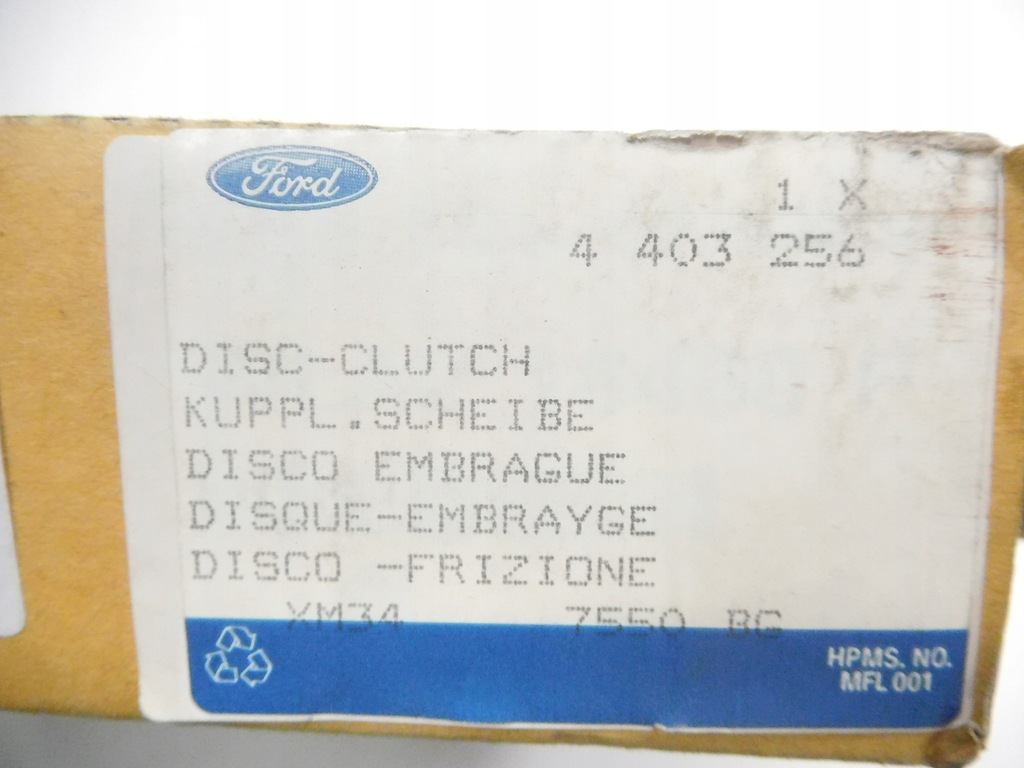 Ford
1 X
4 403 256
DISC-CLUTCH
KUPPL.SCHEIBE
DISCO EMBRAGUE
DISQUE-EMBRAYGE
DISCO -FRIZIONE
XM34 7550 BG
HPMS. NO.
MFL 001